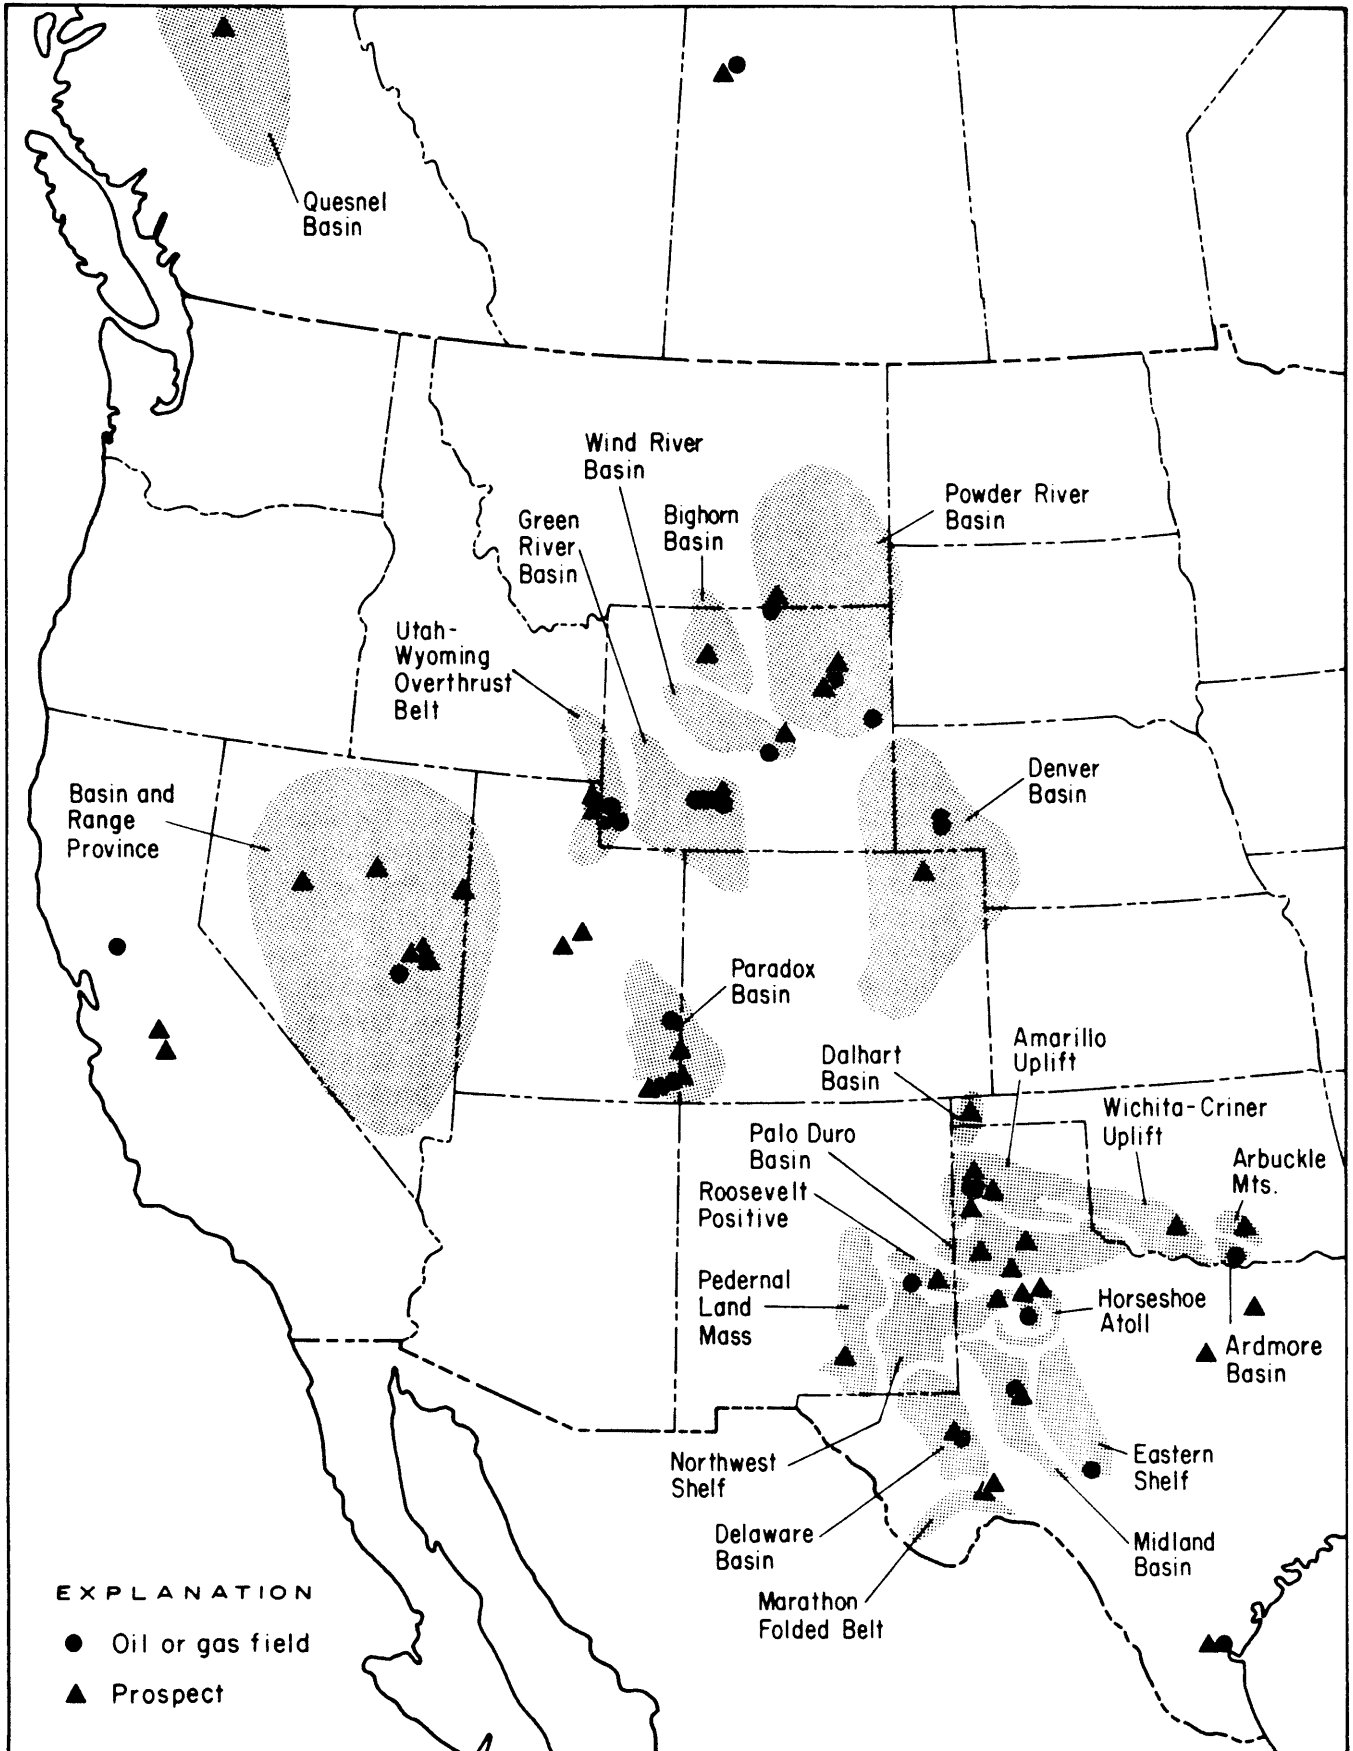 Quesnel
Basin
Wind River
Basin
Powder River
Basin
Bighorn
Basin
Green
River
Basin
Utah-
Wyoming
Overthrust
Belt
Basin and
Range
Province
Denver
Basin
Paradox
Basin
Dalhart
Basin
Amarillo
Uplift
Wichita-Criner
Uplift
Palo Duro
Basin
Arbuckle
Mts.
Roosevelt
Positive
Pedernal
Land
Mass
Horseshoe
Atoll
Ardmore
Basin
Northwest
Shelf
Eastern
Shelf
Delaware
Basin
Midland
Basin
Marathon
Folded Belt
EXPLANATION
Oil or gas field
Prospect